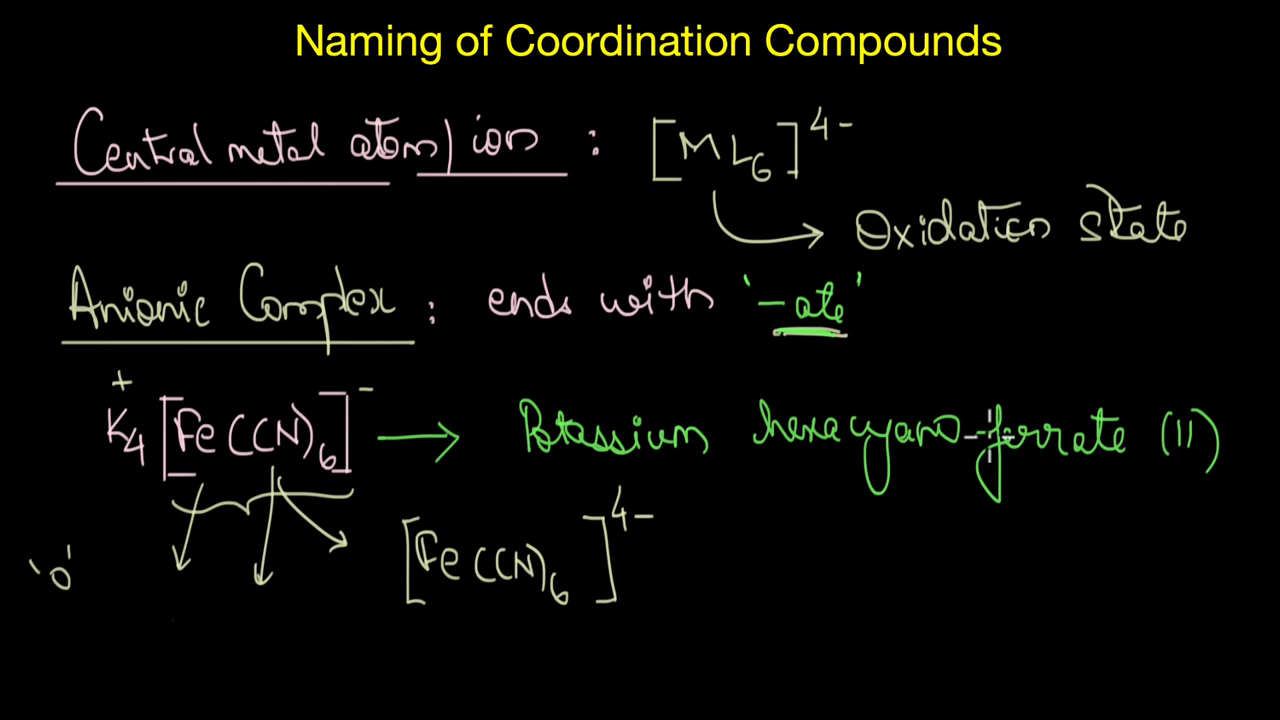 Naming of Coordination Compounds
Central metal atom/ion : [ML₆]⁴⁻
Oxidation state
Anionic Complex : ends with '-ate'
+ -
K₄[Fe(CN)₆] → Potassium hexacyano-ferrate (II)
[Fe(CN)₆]⁴⁻
'o'